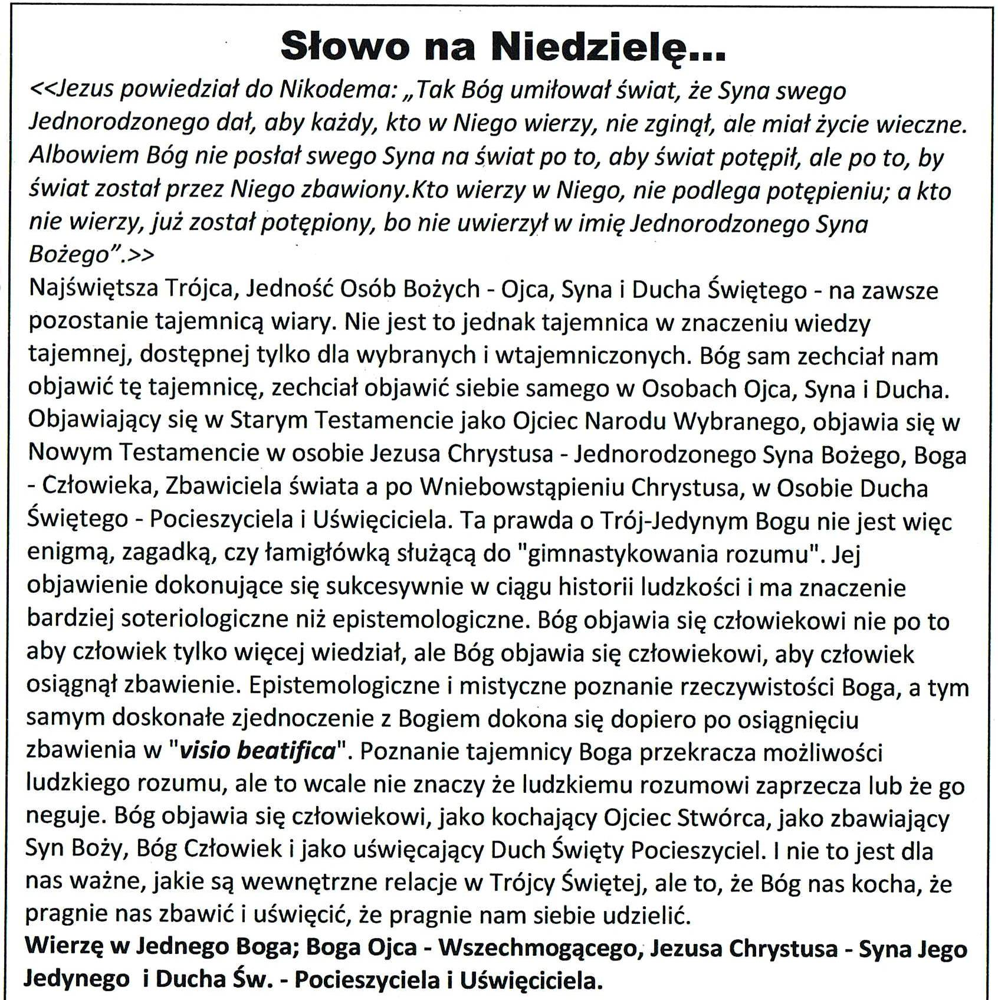 Słowo na Niedzielę...
<<Jezus powiedział do Nikodema: „Tak Bóg umiłował świat, że Syna swego
Jednorodzonego dał, aby każdy, kto w Niego wierzy, nie zginął, ale miał życie wieczne.
Albowiem Bóg nie posłał swego Syna na świat po to, aby świat potępił, ale po to, by
świat został przez Niego zbawiony.Kto wierzy w Niego, nie podlega potępieniu; a kto
nie wierzy, już został potępiony, bo nie uwierzył w imię Jednorodzonego Syna
Bożego”.>>
Najświętsza Trójca, Jedność Osób Bożych - Ojca, Syna i Ducha Świętego - na zawsze
pozostanie tajemnicą wiary. Nie jest to jednak tajemnica w znaczeniu wiedzy
tajemnej, dostępnej tylko dla wybranych i wtajemniczonych. Bóg sam zechciał nam
objawić tę tajemnicę, zechciał objawić siebie samego w Osobach Ojca, Syna i Ducha.
Objawiający się w Starym Testamencie jako Ojciec Narodu Wybranego, objawia się w
Nowym Testamencie w osobie Jezusa Chrystusa - Jednorodzonego Syna Bożego, Boga
- Człowieka, Zbawiciela świata a po Wniebowstąpieniu Chrystusa, w Osobie Ducha
Świętego - Pocieszyciela i Uświęciciela. Ta prawda o Trój-Jedynym Bogu nie jest więc
enigmą, zagadką, czy łamigłówką służącą do "gimnastykowania rozumu". Jej
objawienie dokonujące się sukcesywnie w ciągu historii ludzkości i ma znaczenie
bardziej soteriologiczne niż epistemologiczne. Bóg objawia się człowiekowi nie po to
aby człowiek tylko więcej wiedział, ale Bóg objawia się człowiekowi, aby człowiek
osiągnął zbawienie. Epistemologiczne i mistyczne poznanie rzeczywistości Boga, a tym
samym doskonałe zjednoczenie z Bogiem dokona się dopiero po osiągnięciu
zbawienia w "visio beatifica". Poznanie tajemnicy Boga przekracza możliwości
ludzkiego rozumu, ale to wcale nie znaczy że ludzkiemu rozumowi zaprzecza lub że go
neguje. Bóg objawia się człowiekowi, jako kochający Ojciec Stwórca, jako zbawiający
Syn Boży, Bóg Człowiek i jako uświęcający Duch Święty Pocieszyciel. I nie to jest dla
nas ważne, jakie są wewnętrzne relacje w Trójcy Świętej, ale to, że Bóg nas kocha, że
pragnie nas zbawić i uświęcić, że pragnie nam siebie udzielić.
Wierzę w Jednego Boga; Boga Ojca - Wszechmogącego, Jezusa Chrystusa - Syna Jego
Jedynego i Ducha Św. - Pocieszyciela i Uświęciciela.